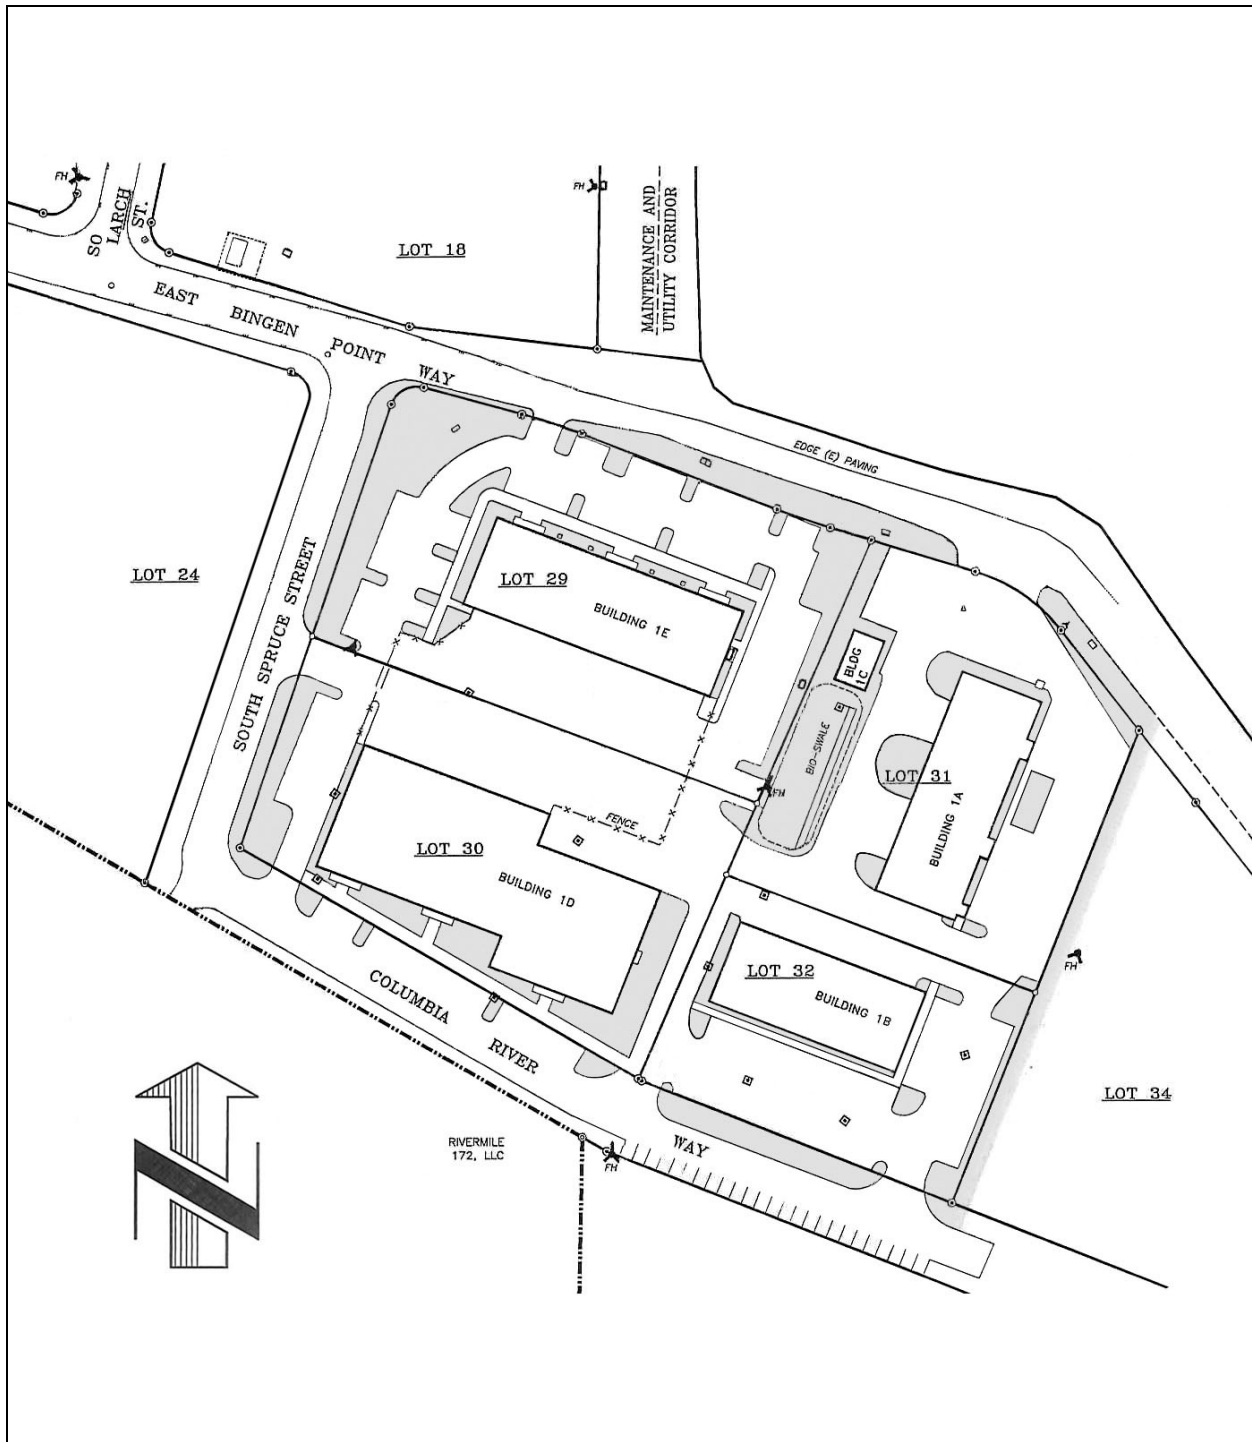 FH
SO LARCH ST.
FH
MAINTENANCE AND
UTILITY CORRIDOR
LOT 18
EAST BINGEN POINT WAY
EDGE (E) PAVING
LOT 24
SOUTH SPRUCE STREET
LOT 29
BUILDING 1E
BLDG
1C
BIO-SWALE
LOT 31
BUILDING 1A
FH
FENCE
LOT 30
BUILDING 1D
LOT 32
BUILDING 1B
FH
COLUMBIA RIVER WAY
LOT 34
RIVERMILE
172, LLC
FH
N